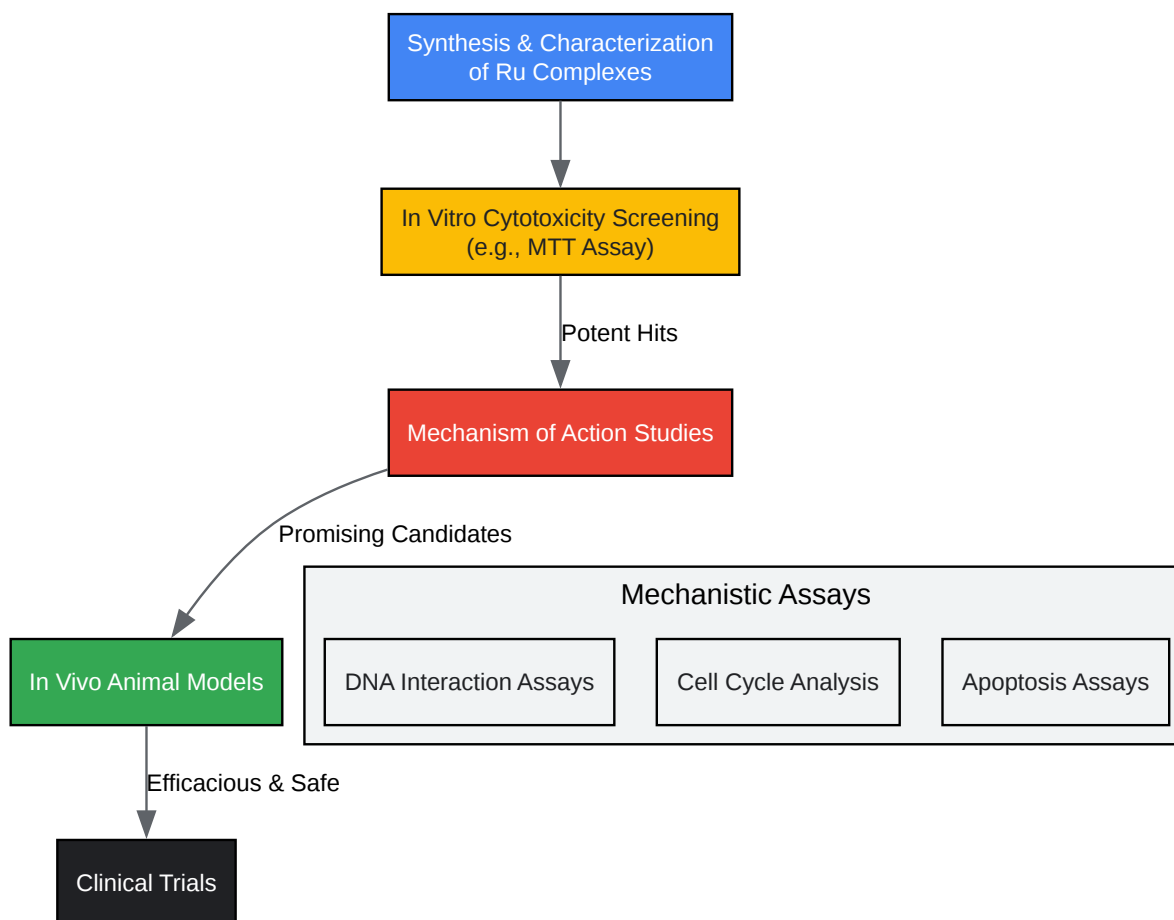 Synthesis & Characterization
of Ru Complexes
In Vitro Cytotoxicity Screening
(e.g., MTT Assay)
Potent Hits
Mechanism of Action Studies
Promising Candidates
Mechanistic Assays
In Vivo Animal Models
DNA Interaction Assays
Cell Cycle Analysis
Apoptosis Assays
Efficacious & Safe
Clinical Trials